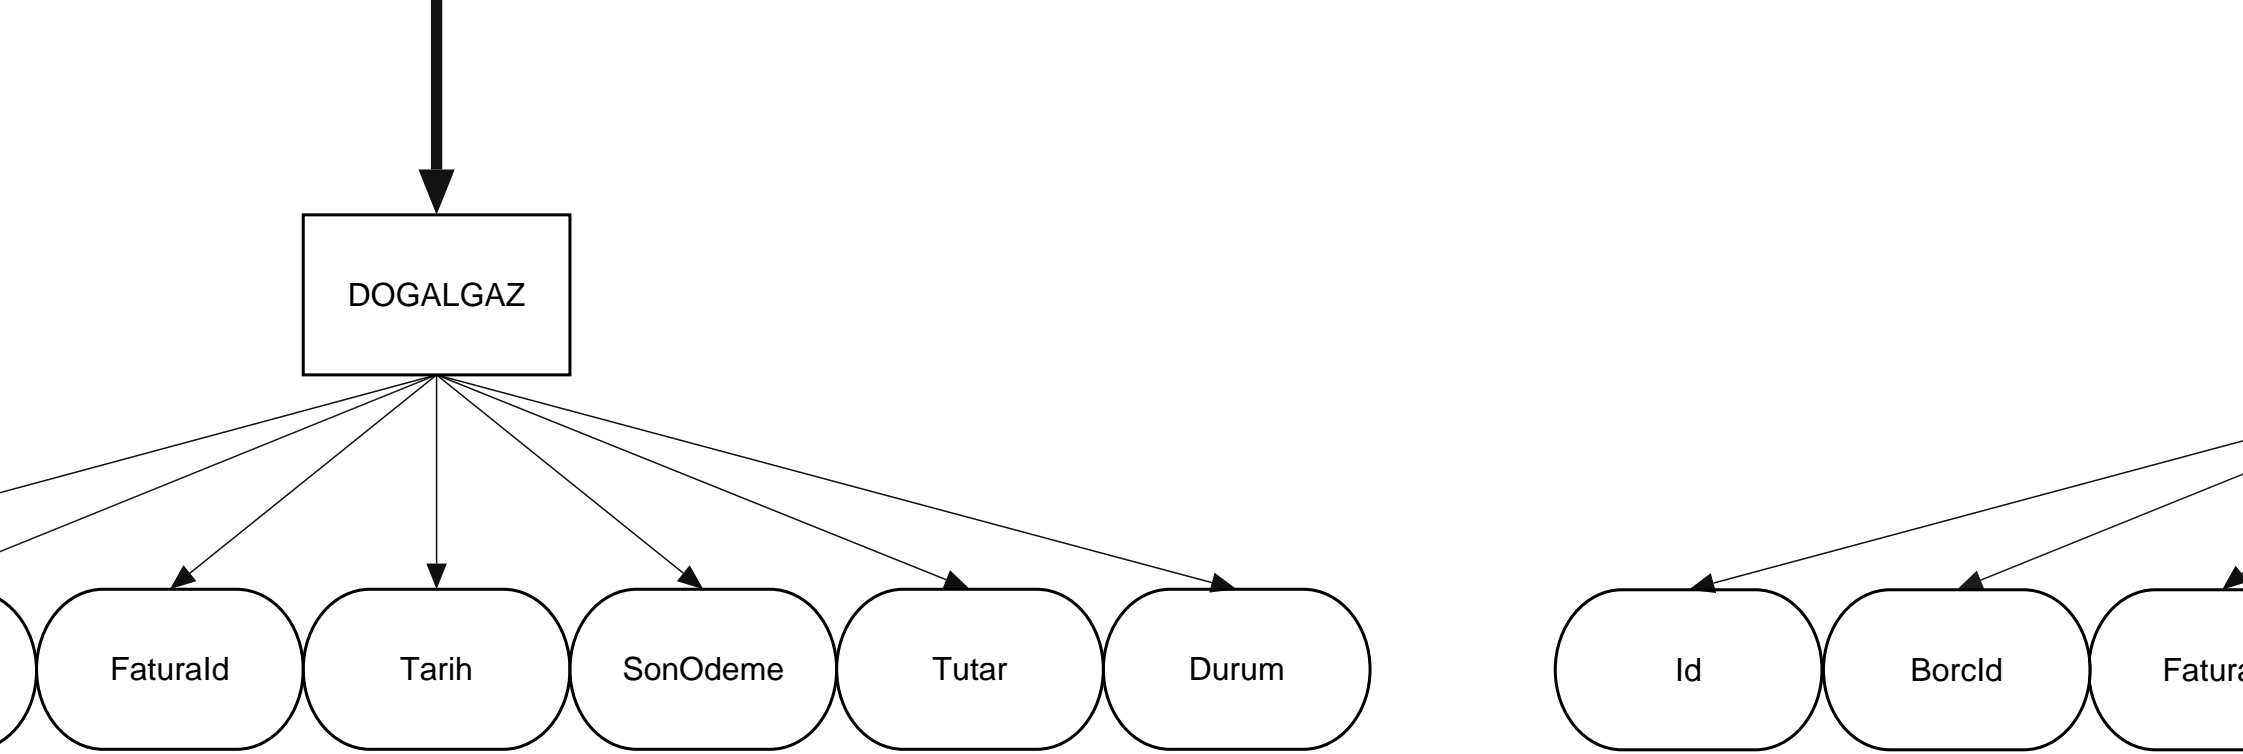 DOGALGAZ
FaturaId
Tarih
SonOdeme
Tutar
Durum
Id
BorcId